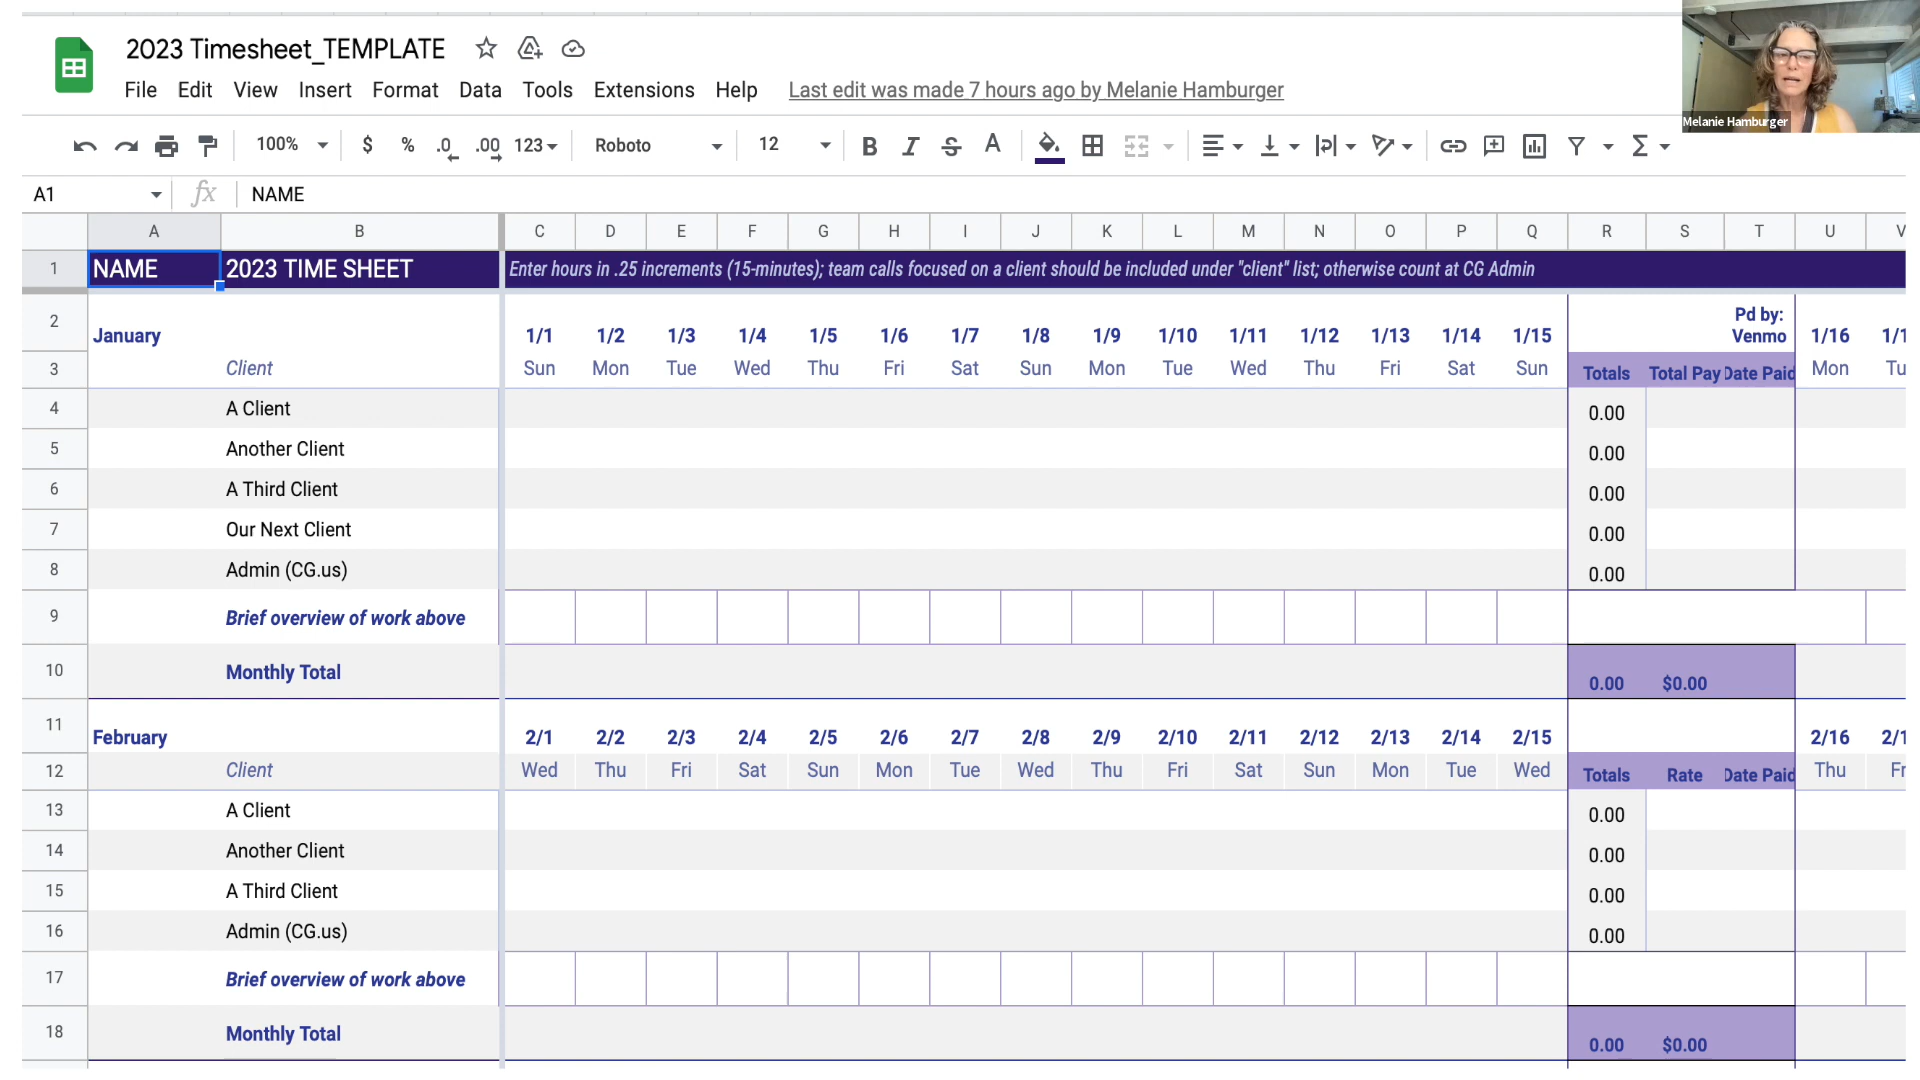 2023 Timesheet_TEMPLATE
File Edit View Insert Format Data Tools Extensions Help Last edit was made 7 hours ago by Melanie Hamburger
Melanie Hamburger
100% $ % .0 .00 123 Roboto 12 B I S A Σ
A1 fx NAME
A B C D E F G H I J K L M N O P Q R S T U V
1 NAME 2023 TIME SHEET Enter hours in .25 increments (15-minutes); team calls focused on a client should be included under "client" list; otherwise count at CG Admin
Pd by:
2 January 1/1 1/2 1/3 1/4 1/5 1/6 1/7 1/8 1/9 1/10 1/11 1/12 1/13 1/14 1/15 Venmo 1/16
3 Client Sun Mon Tue Wed Thu Fri Sat Sun Mon Tue Wed Thu Fri Sat Sun Totals Total Pay Date Paid Mon Tu
4 A Client 0.00
5 Another Client 0.00
6 A Third Client 0.00
7 Our Next Client 0.00
8 Admin (CG.us) 0.00
9 Brief overview of work above
10 Monthly Total 0.00 $0.00
11 February 2/1 2/2 2/3 2/4 2/5 2/6 2/7 2/8 2/9 2/10 2/11 2/12 2/13 2/14 2/15 2/16
12 Client Wed Thu Fri Sat Sun Mon Tue Wed Thu Fri Sat Sun Mon Tue Wed Totals Rate Date Paid Thu Fr
13 A Client 0.00
14 Another Client 0.00
15 A Third Client 0.00
16 Admin (CG.us) 0.00
17 Brief overview of work above
18 Monthly Total 0.00 $0.00